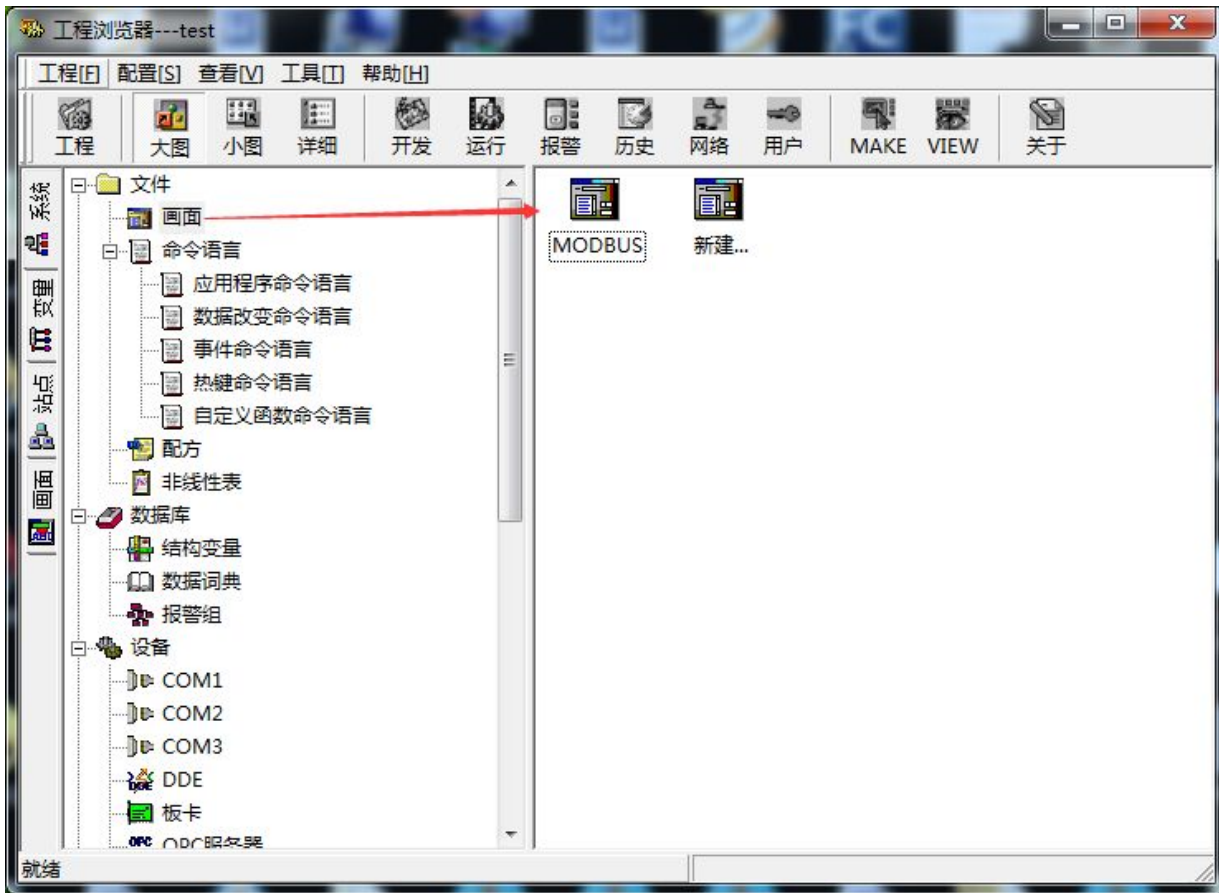 工程浏览器---test
工程[F] 配置[S] 查看[V] 工具[T] 帮助[H]
工程 大图 小图 详细 开发 运行 报警 历史 网络 用户 MAKE VIEW 关于
系统
变量
站点
画面
文件
画面
命令语言
应用程序命令语言
数据改变命令语言
事件命令语言
热键命令语言
自定义函数命令语言
配方
非线性表
数据库
结构变量
数据词典
报警组
设备
COM1
COM2
COM3
DDE
板卡
OPC服务器
MODBUS 新建...
就绪